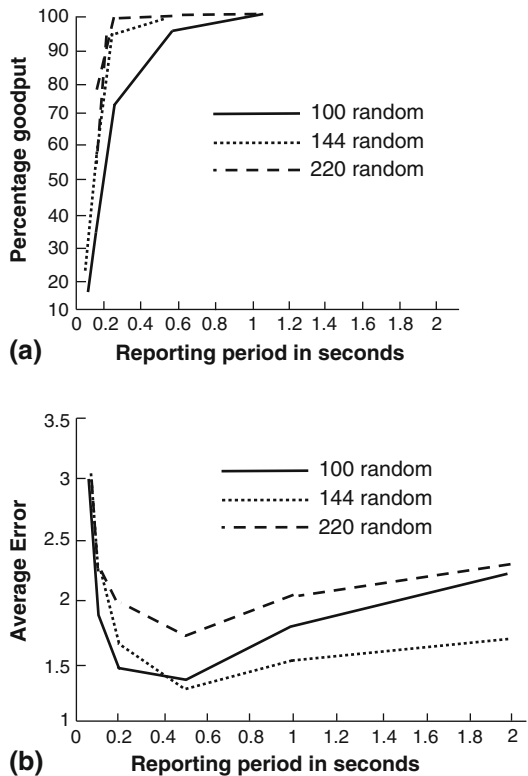 Percentage goodput
100
90
80
70
60
50
40
30
20
10
100 random
144 random
220 random
0 0.2 0.4 0.6 0.8 1 1.2 1.4 1.6 1.8 2
(a) Reporting period in seconds
Average Error
3.5
3
2.5
2
1.5
1
100 random
144 random
220 random
0 0.2 0.4 0.6 0.8 1 1.2 1.4 1.6 1.8 2
(b) Reporting period in seconds